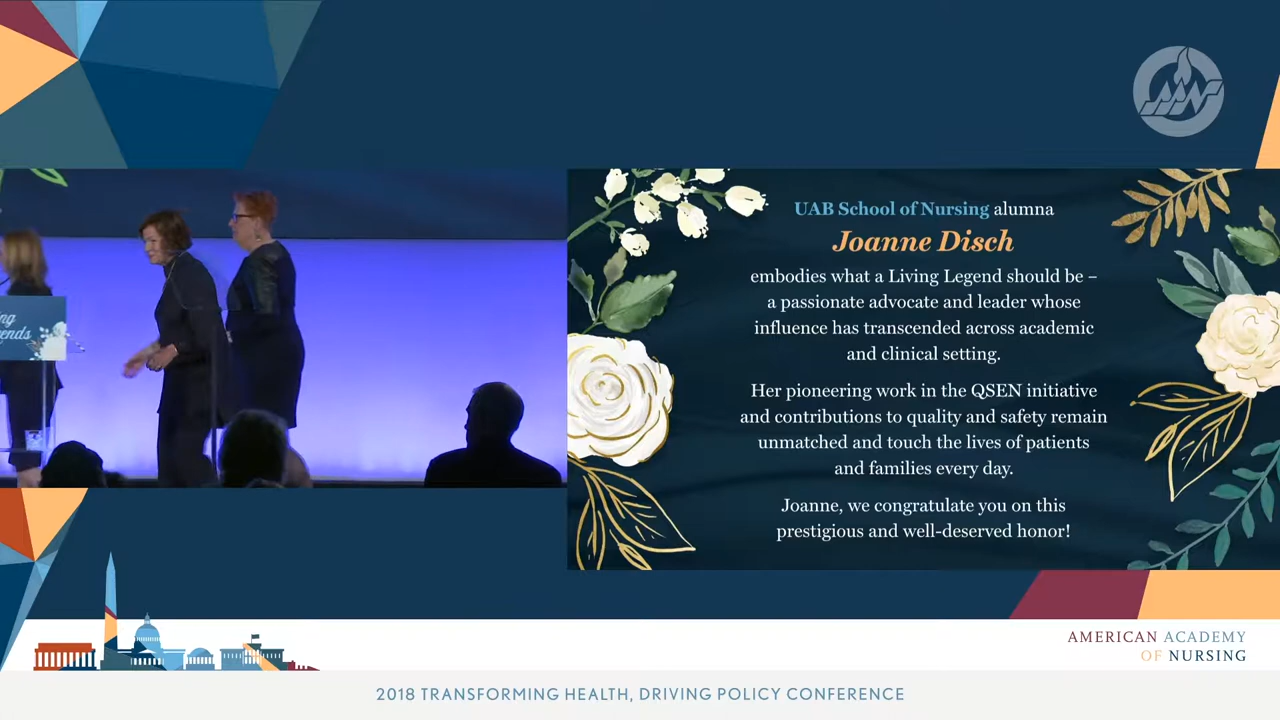 UAB School of Nursing alumna
Joanne Disch
embodies what a Living Legend should be –
a passionate advocate and leader whose
influence has transcended across academic
and clinical setting.
Her pioneering work in the QSEN initiative
and contributions to quality and safety remain
unmatched and touch the lives of patients
and families every day.
Joanne, we congratulate you on this
prestigious and well-deserved honor!
AMERICAN ACADEMY
OF NURSING
2018 TRANSFORMING HEALTH, DRIVING POLICY CONFERENCE